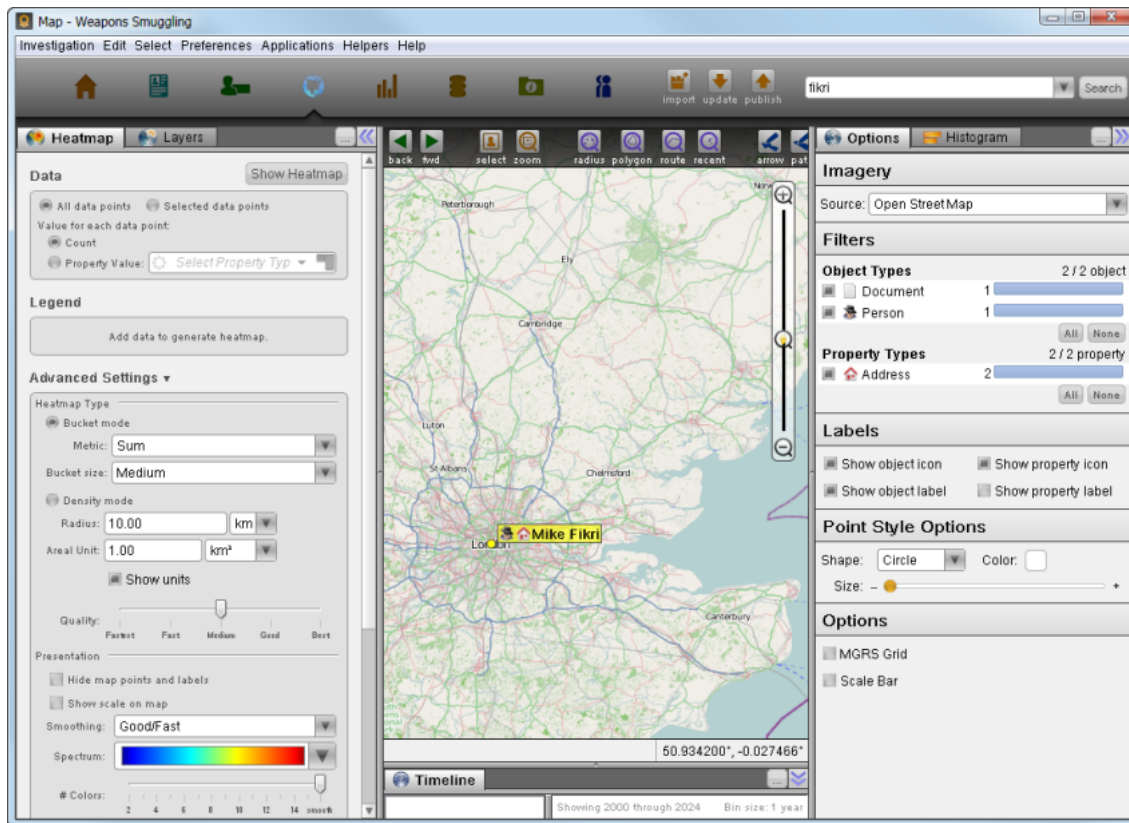 Map - Weapons Smuggling
Investigation Edit Select Preferences Applications Helpers Help
import update publish
fikri
Search
Heatmap Layers ...
Data
Show Heatmap
All data points Selected data points
Value for each data point:
Count
Property Value: Select Property Typ
Legend
Add data to generate heatmap.
Advanced Settings
Heatmap Type
Bucket mode
Metric: Sum
Bucket size: Medium
Density mode
Radius: 10.00 km
Areal Unit: 1.00 km²
Show units
Quality:
Fastest Fast Medium Good Best
Presentation
Hide map points and labels
Show scale on map
Smoothing: Good/Fast
Spectrum:
# Colors:
2 4 6 8 10 12 14 smooth
back fwd select zoom radius polygon route recent arrow pat
Peterborough
Ely
Cambridge
Luton
St Albans
Chelmsford
Mike Fikri
London
Canterbury
50.934200°, -0.027466°
Timeline ...
Showing 2000 through 2024 Bin size: 1 year
Options Histogram ...
Imagery
Source: Open Street Map
Filters
Object Types 2 / 2 object
Document 1
Person 1
All None
Property Types 2 / 2 property
Address 2
All None
Labels
Show object icon Show property icon
Show object label Show property label
Point Style Options
Shape: Circle Color:
Size: - +
Options
MGRS Grid
Scale Bar